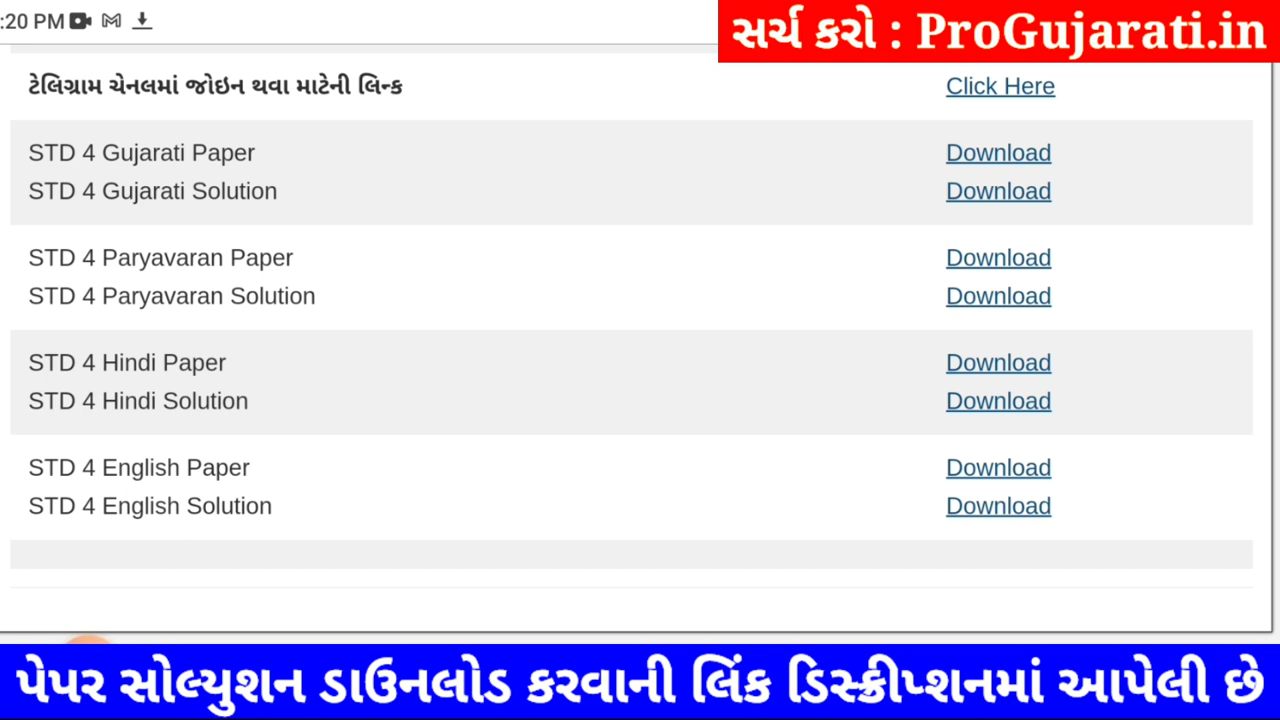 :20 PM
સર્ચ કરો : ProGujarati.in
ટેલિગ્રામ ચેનલમાં જોઇન થવા માટેની લિન્ક Click Here
STD 4 Gujarati Paper Download
STD 4 Gujarati Solution Download
STD 4 Paryavaran Paper Download
STD 4 Paryavaran Solution Download
STD 4 Hindi Paper Download
STD 4 Hindi Solution Download
STD 4 English Paper Download
STD 4 English Solution Download
પેપર સોલ્યુશન ડાઉનલોડ કરવાની લિંક ડિસ્ક્રીપ્શનમાં આપેલી છે